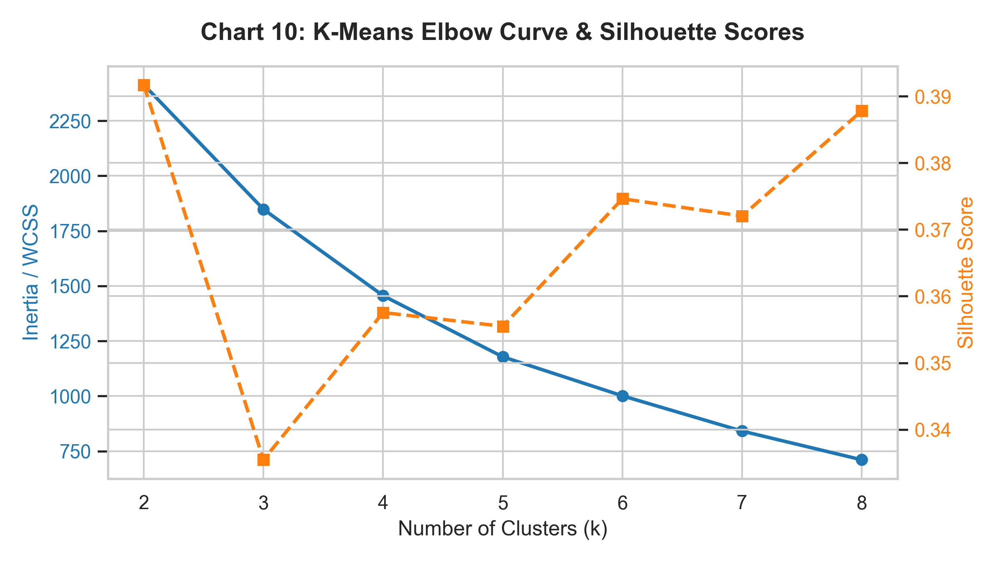 Chart 10: K-Means Elbow Curve & Silhouette Scores
Inertia / WCSS
2250
2000
1750
1500
1250
1000
750
0.39
0.38
0.37
0.36
0.35
0.34
Silhouette Score
2 3 4 5 6 7 8
Number of Clusters (k)